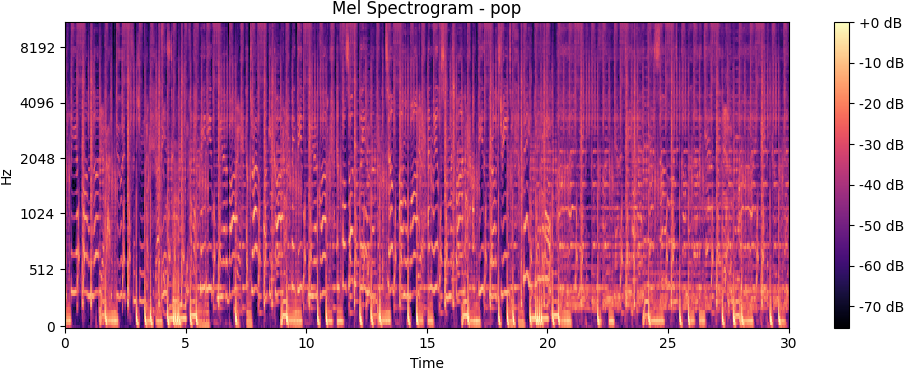 Mel Spectrogram - pop
Hz
8192
4096
2048
1024
512
0
0 5 10 15 20 25 30
Time
+0 dB
-10 dB
-20 dB
-30 dB
-40 dB
-50 dB
-60 dB
-70 dB